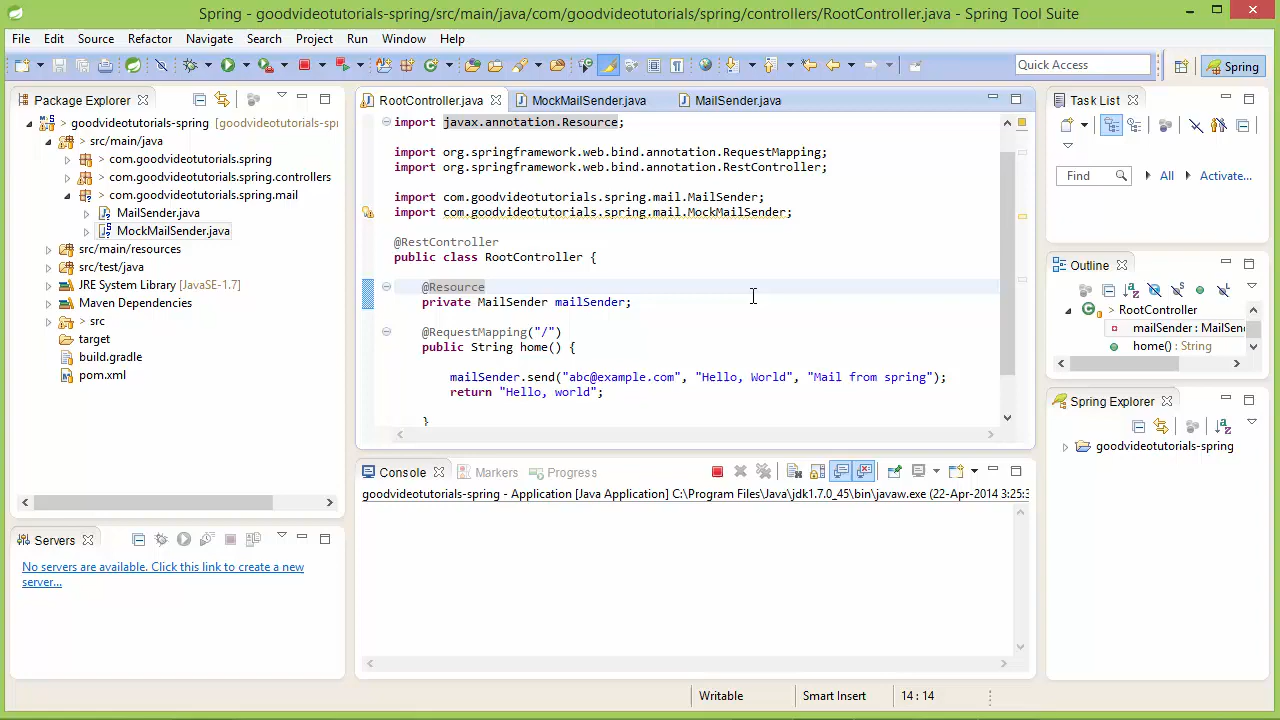 Spring - goodvideotutorials-spring/src/main/java/com/goodvideotutorials/spring/controllers/RootController.java - Spring Tool Suite
File Edit Source Refactor Navigate Search Project Run Window Help
Quick Access
Spring
Package Explorer
goodvideotutorials-spring [goodvideotutorials-spr
src/main/java
com.goodvideotutorials.spring
com.goodvideotutorials.spring.controllers
com.goodvideotutorials.spring.mail
MailSender.java
MockMailSender.java
src/main/resources
src/test/java
JRE System Library [JavaSE-1.7]
Maven Dependencies
src
target
build.gradle
pom.xml
Servers
No servers are available. Click this link to create a new
server...
RootController.java MockMailSender.java MailSender.java
import javax.annotation.Resource;
import org.springframework.web.bind.annotation.RequestMapping;
import org.springframework.web.bind.annotation.RestController;
import com.goodvideotutorials.spring.mail.MailSender;
import com.goodvideotutorials.spring.mail.MockMailSender;
@RestController
public class RootController {
@Resource
private MailSender mailSender;
@RequestMapping("/")
public String home() {
mailSender.send("abc@example.com", "Hello, World", "Mail from spring");
return "Hello, world";
}
Console Markers Progress
goodvideotutorials-spring - Application [Java Application] C:\Program Files\Java\jdk1.7.0_45\bin\javaw.exe (22-Apr-2014 3:25:3
Task List
Find All Activate...
Outline
RootController
mailSender : MailSen
home() : String
Spring Explorer
goodvideotutorials-spring
Writable Smart Insert 14 : 14